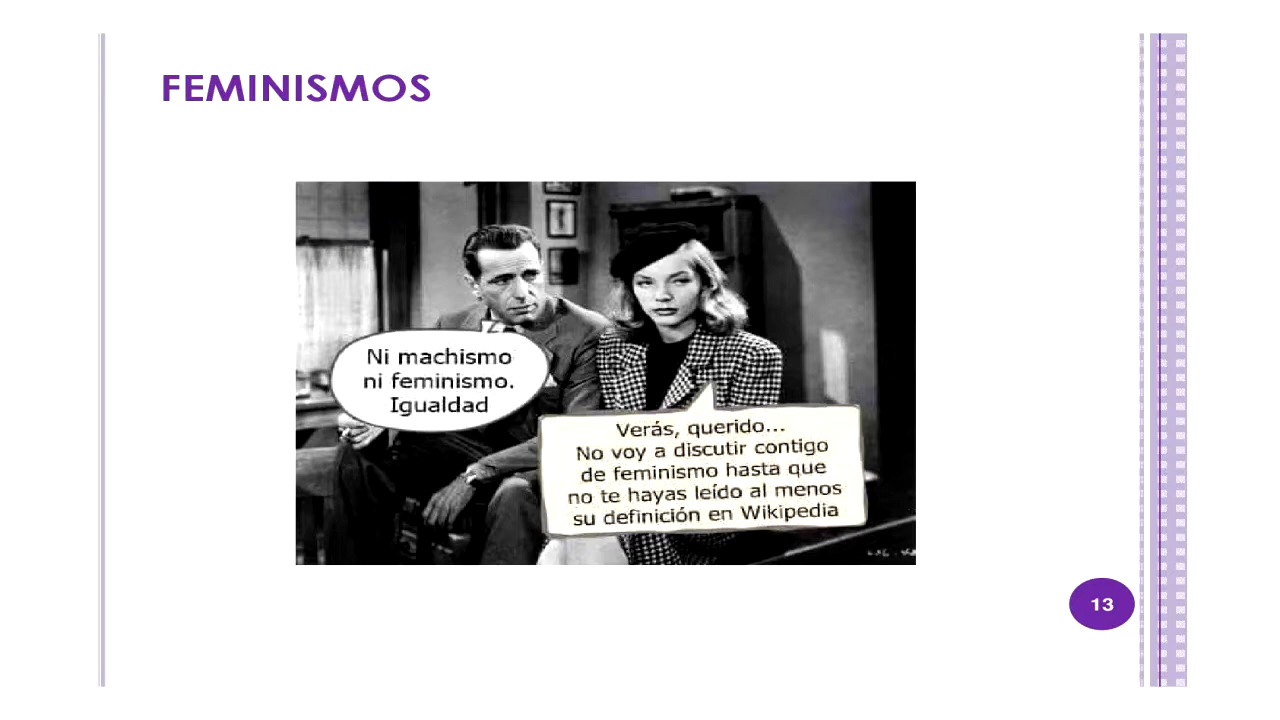 FEMINISMOS
Ni machismo
ni feminismo.
Igualdad
Verás, querido...
No voy a discutir contigo
de feminismo hasta que
no te hayas leído al menos
su definición en Wikipedia
13